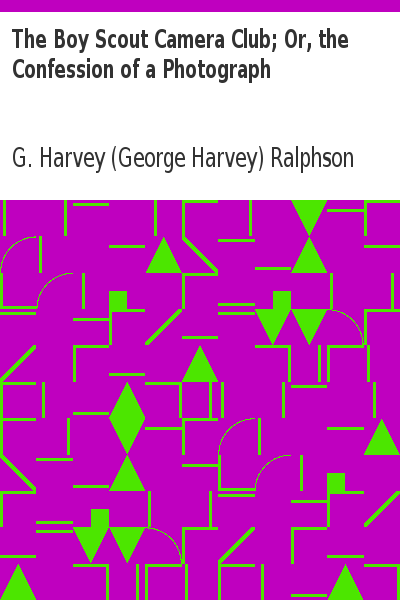 The Boy Scout Camera Club; Or, the
Confession of a Photograph
G. Harvey (George Harvey) Ralphson